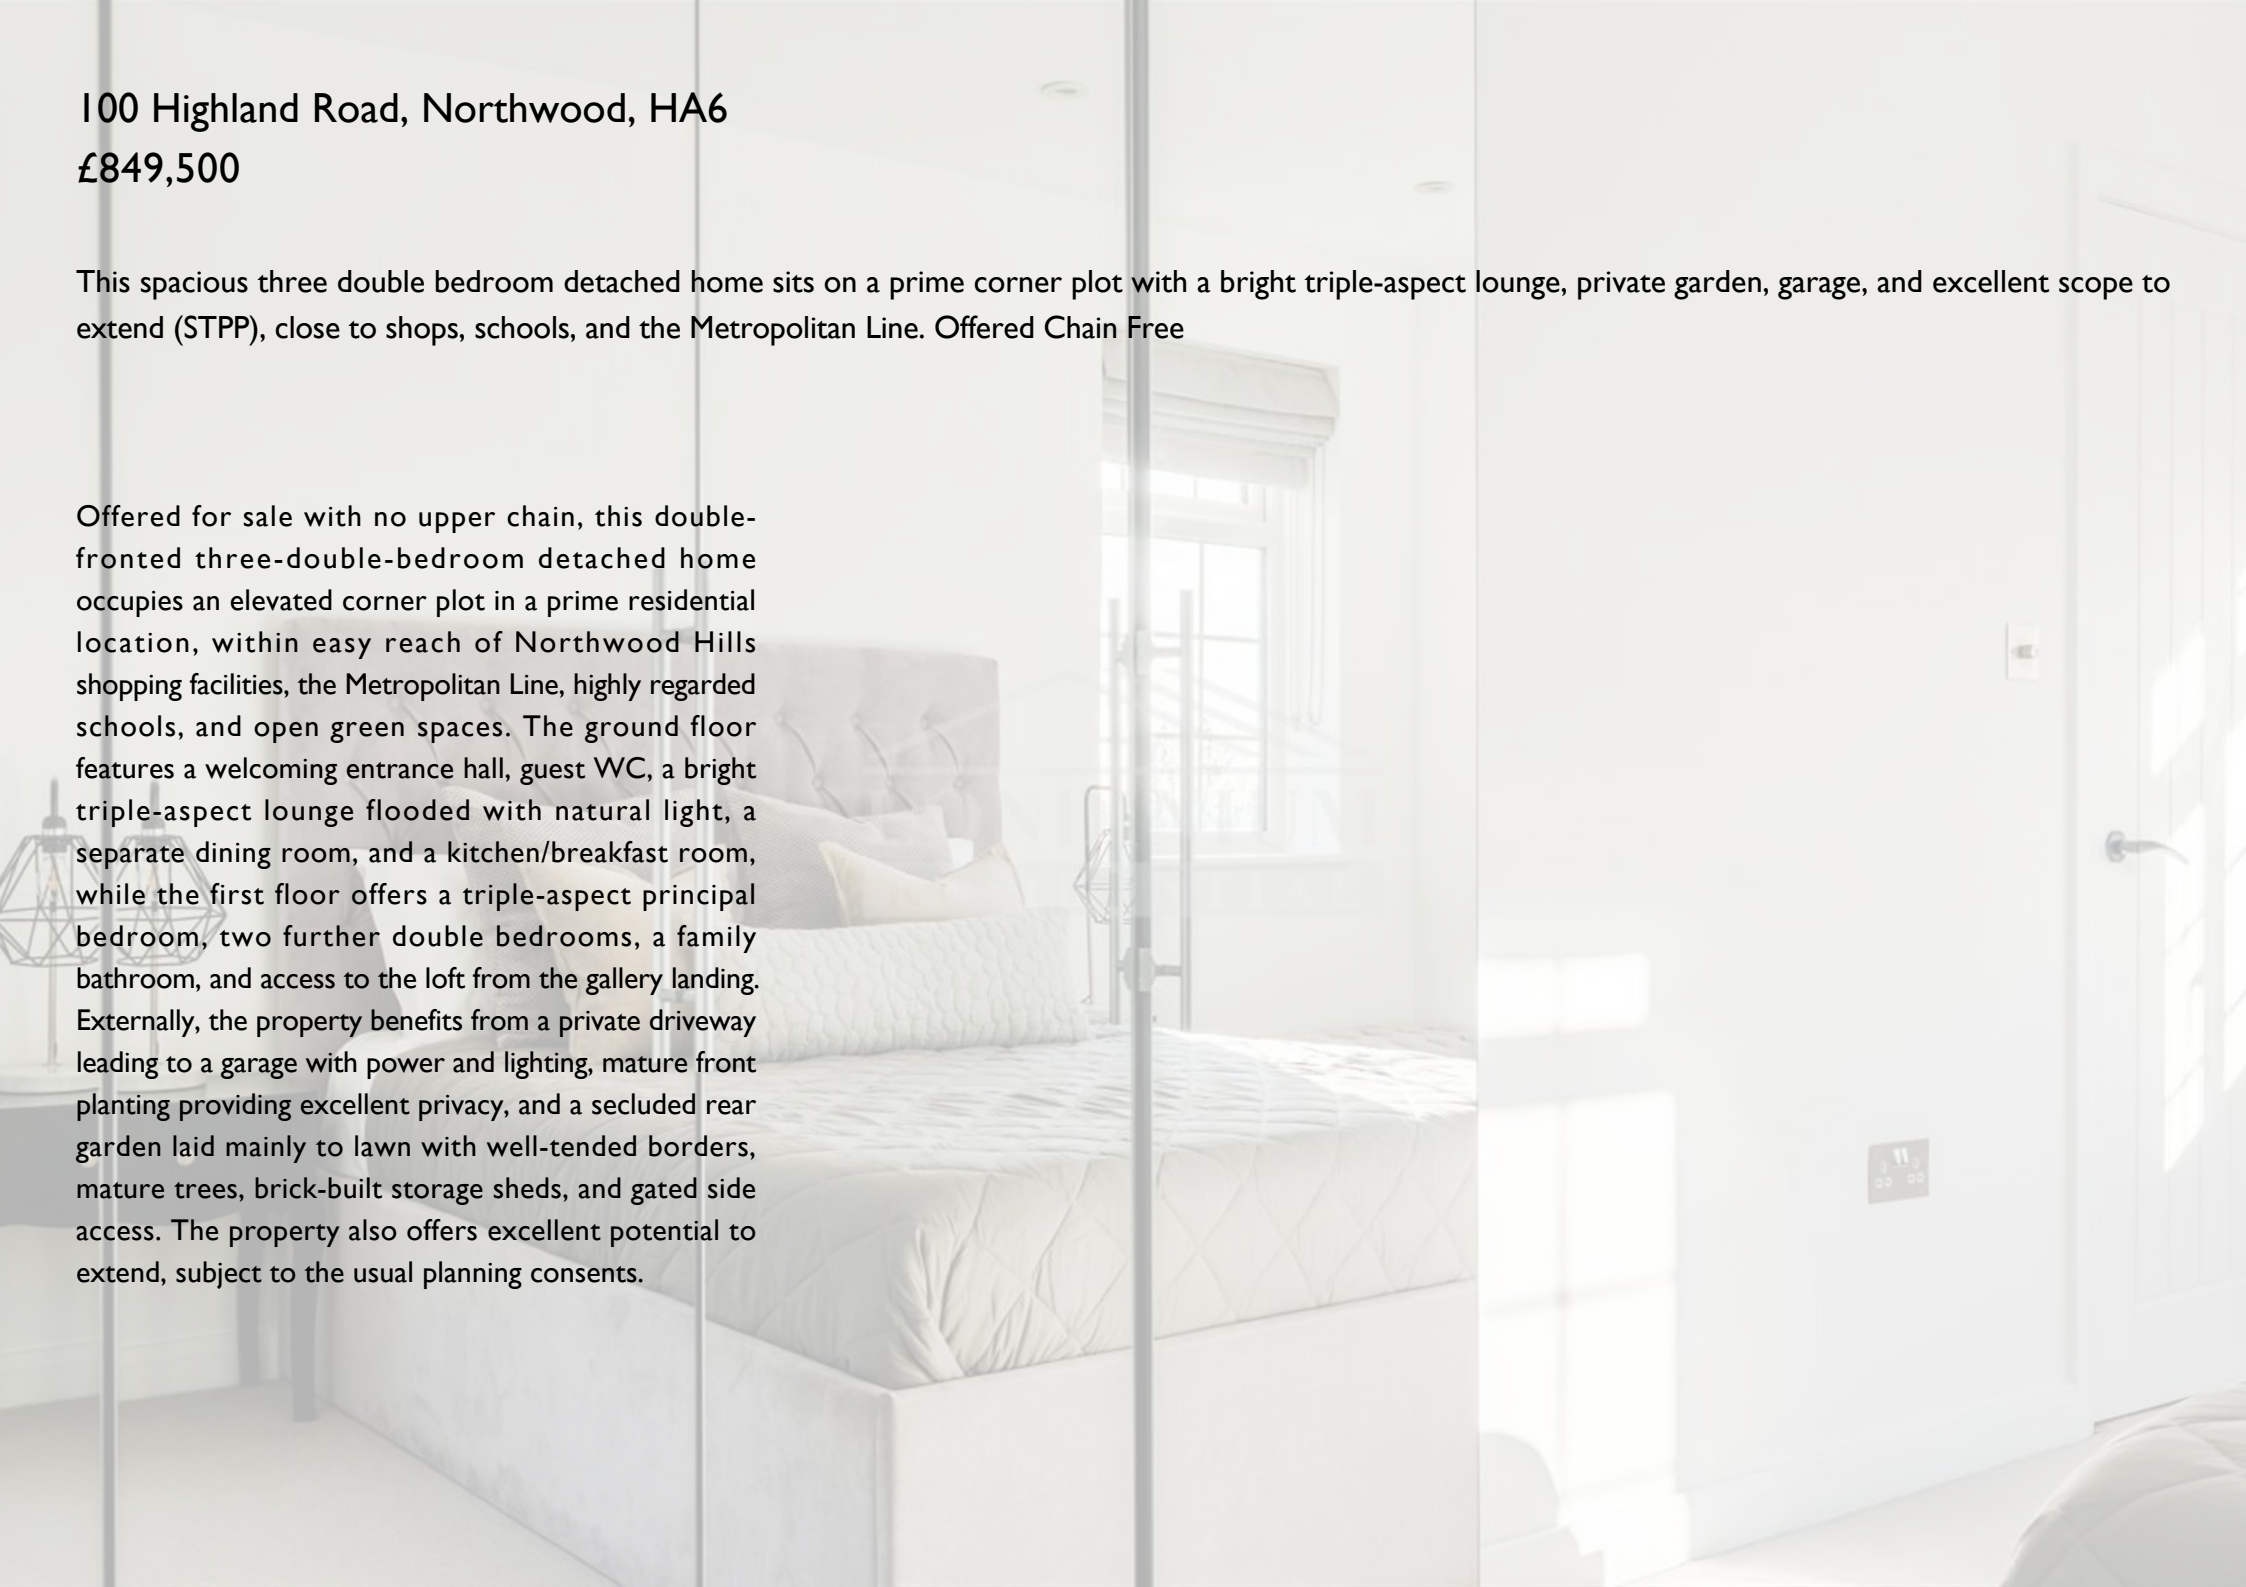 100 Highland Road, Northwood, HA6
£849,500
This spacious three double bedroom detached home sits on a prime corner plot with a bright triple-aspect lounge, private garden, garage, and excellent scope to
extend (STPP), close to shops, schools, and the Metropolitan Line. Offered Chain Free
Offered for sale with no upper chain, this double-
fronted three-double-bedroom detached home
occupies an elevated corner plot in a prime residential
location, within easy reach of Northwood Hills
shopping facilities, the Metropolitan Line, highly regarded
schools, and open green spaces. The ground floor
features a welcoming entrance hall, guest WC, a bright
triple-aspect lounge flooded with natural light, a
separate dining room, and a kitchen/breakfast room,
while the first floor offers a triple-aspect principal
bedroom, two further double bedrooms, a family
bathroom, and access to the loft from the gallery landing.
Externally, the property benefits from a private driveway
leading to a garage with power and lighting, mature front
planting providing excellent privacy, and a secluded rear
garden laid mainly to lawn with well-tended borders,
mature trees, brick-built storage sheds, and gated side
access. The property also offers excellent potential to
extend, subject to the usual planning consents.